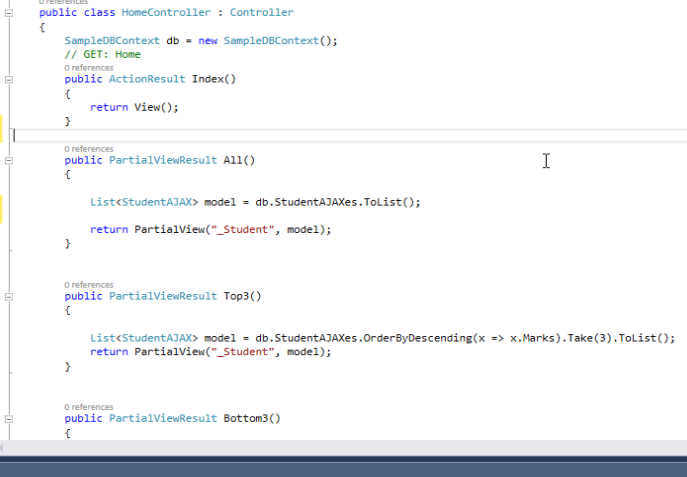 0 references
public class HomeController : Controller
{
SampleDBContext db = new SampleDBContext();
// GET: Home
0 references
public ActionResult Index()
{
return View();
}
0 references
public PartialViewResult All()
{
List<StudentAJAX> model = db.StudentAJAXes.ToList();
return PartialView("_Student", model);
}
0 references
public PartialViewResult Top3()
{
List<StudentAJAX> model = db.StudentAJAXes.OrderByDescending(x => x.Marks).Take(3).ToList();
return PartialView("_Student", model);
}
0 references
public PartialViewResult Bottom3()
{